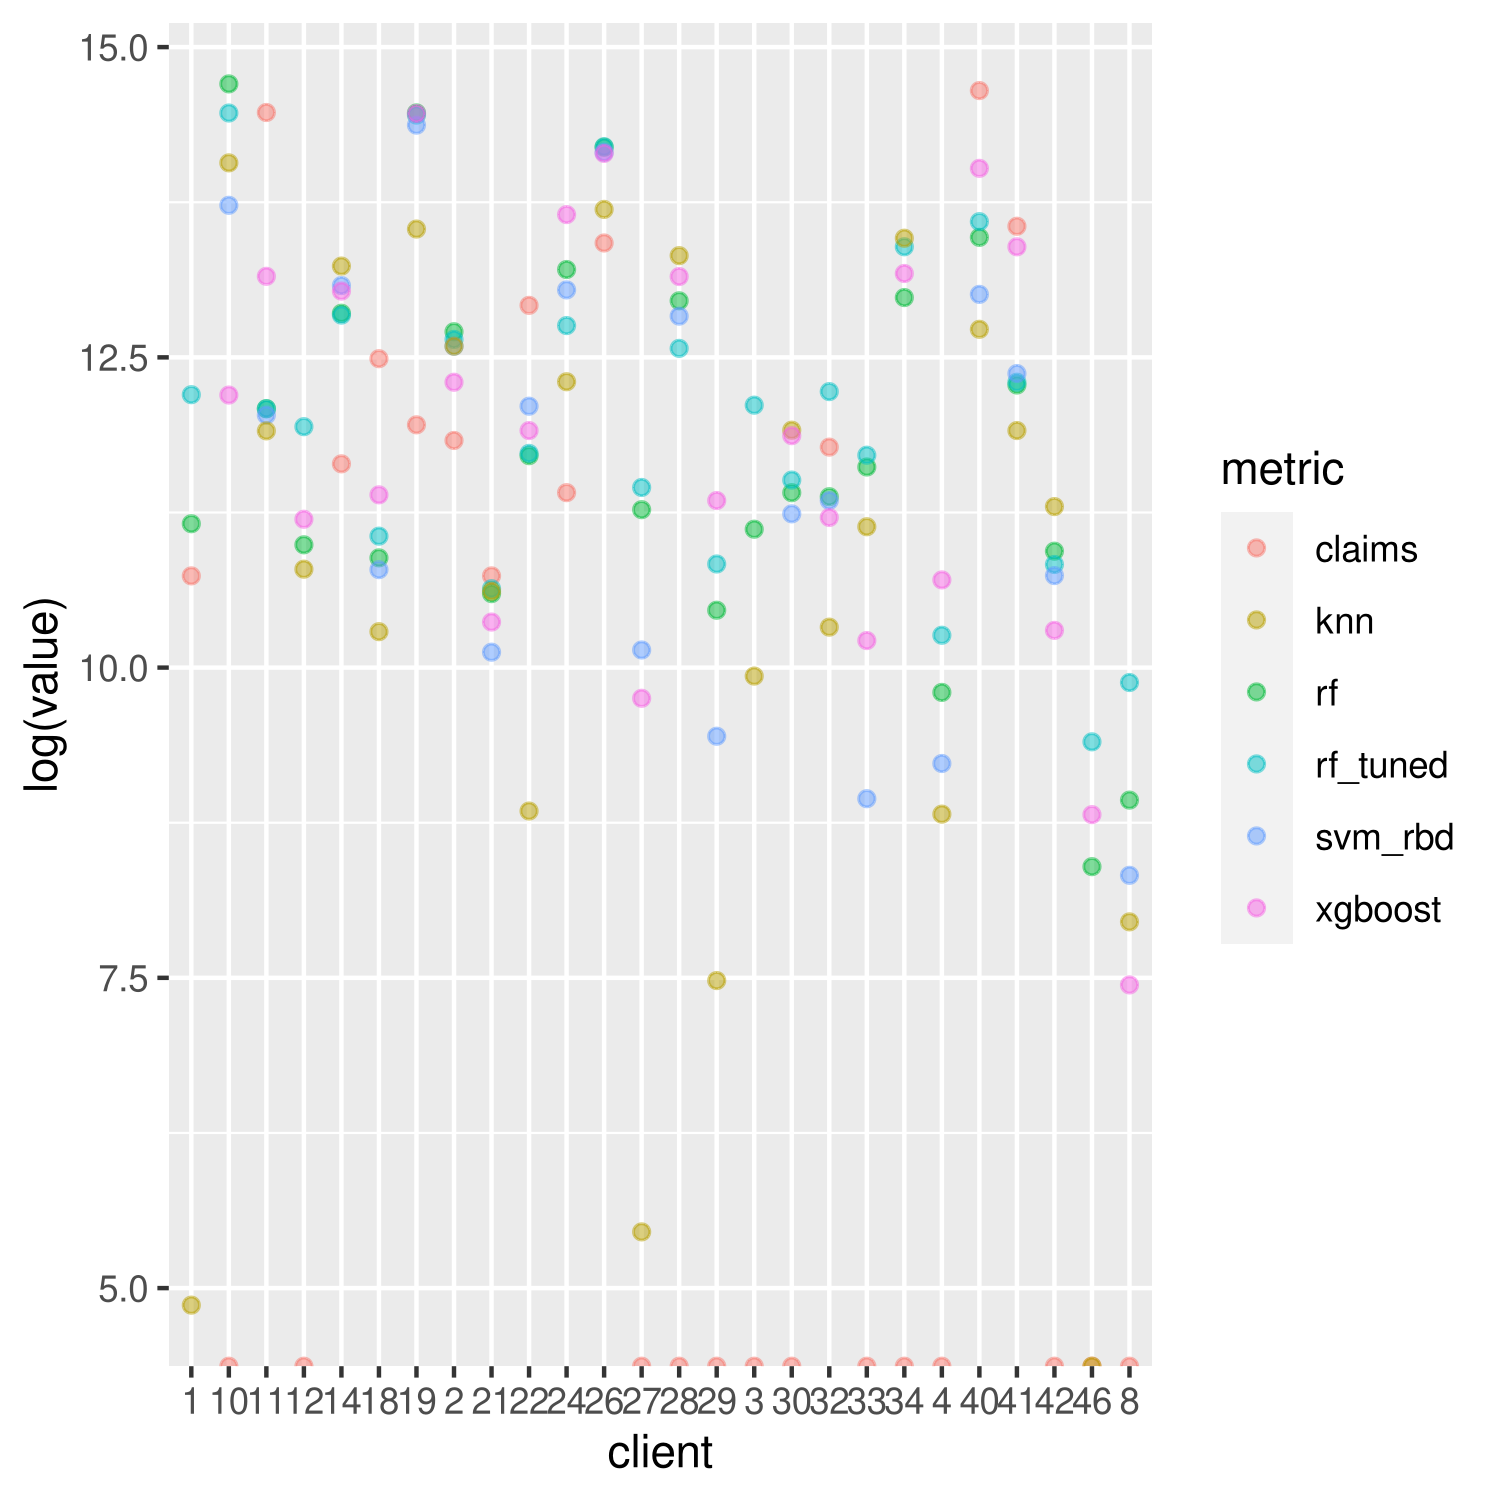 15.0
12.5
10.0
7.5
5.0
log(value)
1 10 11 12 14 18 19 2 21 22 24 26 27 28 29 3 30 32 33 34 4 40 41 42 46 8
client
metric
claims
knn
rf
rf_tuned
svm_rbd
xgboost